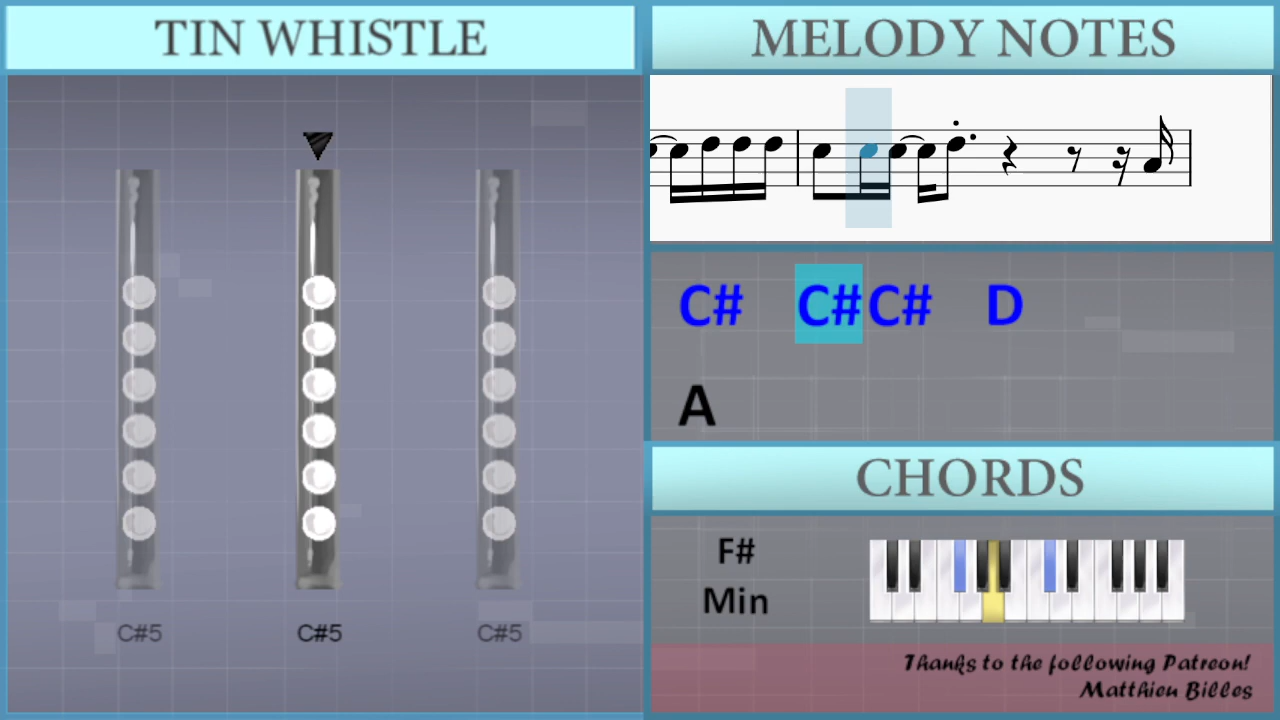 TIN WHISTLE
C#5 C#5 C#5
MELODY NOTES
C# C# C# D
A
CHORDS
F#
Min
Thanks to the following Patreon!
Matthieu Billes